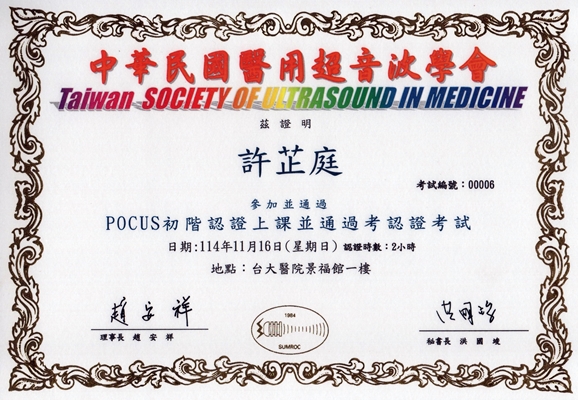 中華民國醫用超音波學會
Taiwan SOCIETY OF ULTRASOUND IN MEDICINE
茲證明
許芷庭
考試編號：00006
參加並通過
POCUS初階認證上課並通過考認證考試
日期:114年11月16日(星期日) 認證時數：2小時
地點：台大醫院景福館一樓
趙安祥
理事長 趙安祥
1984
SUMROC
秘書長 洪國竣